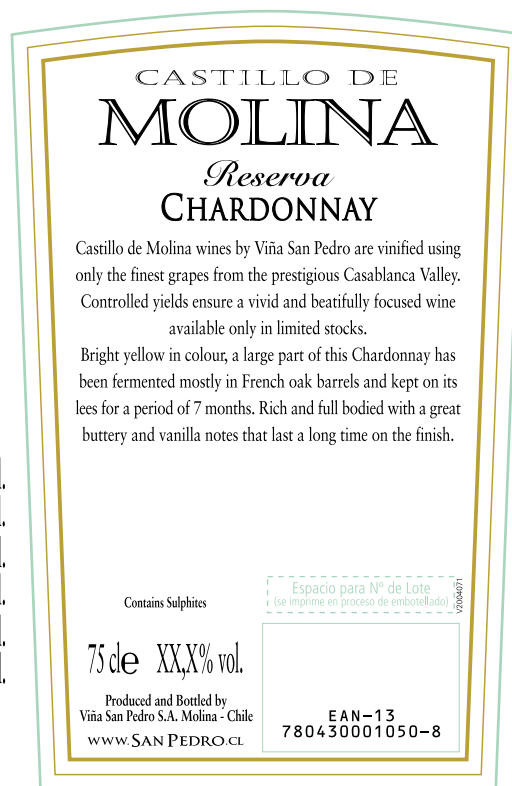 CASTILLO DE
MOLINA
Reserva
CHARDONNAY
Castillo de Molina wines by Viña San Pedro are vinified using
only the finest grapes from the prestigious Casablanca Valley.
Controlled yields ensure a vivid and beatifully focused wine
available only in limited stocks.
Bright yellow in colour, a large part of this Chardonnay has
been fermented mostly in French oak barrels and kept on its
lees for a period of 7 months. Rich and full bodied with a great
buttery and vanilla notes that last a long time on the finish.
Espacio para Nº de Lote
(se imprime en proceso de embotellado)
V2004071
Contains Sulphites
75 cl e XX,X% vol.
Produced and Bottled by
Viña San Pedro S.A. Molina - Chile
WWW.SAN PEDRO.CL
EAN-13
780430001050-8